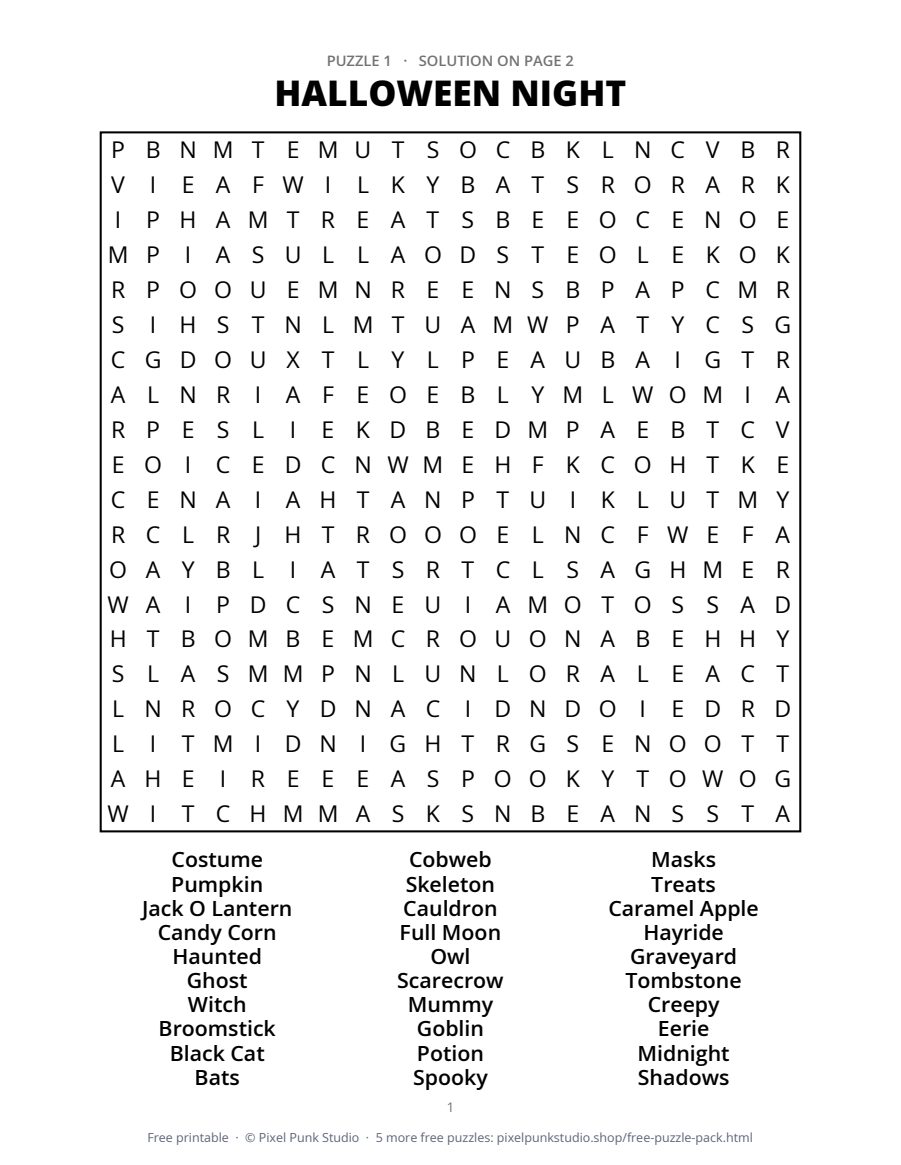 PUZZLE 1 · SOLUTION ON PAGE 2
HALLOWEEN NIGHT
P B N M T E M U T S O C B K L N C V B R
V I E A F W I L K Y B A T S R O R A R K
I P H A M T R E A T S B E E O C E N O E
M P I A S U L L A O D S T E O L E K O K
R P O O U E M N R E E N S B P A P C M R
S I H S T N L M T U A M W P A T Y C S G
C G D O U X T L Y L P E A U B A I G T R
A L N R I A F E O E B L Y M L W O M I A
R P E S L I E K D B E D M P A E B T C V
E O I C E D C N W M E H F K C O H T K E
C E N A I A H T A N P T U I K L U T M Y
R C L R J H T R O O O E L N C F W E F A
O A Y B L I A T S R T C L S A G H M E R
W A I P D C S N E U I A M O T O S S A D
H T B O M B E M C R O U O N A B E H H Y
S L A S M M P N L U N L O R A L E A C T
L N R O C Y D N A C I D N D O I E D R D
L I T M I D N I G H T R G S E N O O T T
A H E I R E E E A S P O O K Y T O W O G
W I T C H M M A S K S N B E A N S S T A
Costume Cobweb Masks
Pumpkin Skeleton Treats
Jack O Lantern Cauldron Caramel Apple
Candy Corn Full Moon Hayride
Haunted Owl Graveyard
Ghost Scarecrow Tombstone
Witch Mummy Creepy
Broomstick Goblin Eerie
Black Cat Potion Midnight
Bats Spooky Shadows
1
Free printable · © Pixel Punk Studio · 5 more free puzzles: pixelpunkstudio.shop/free-puzzle-pack.html